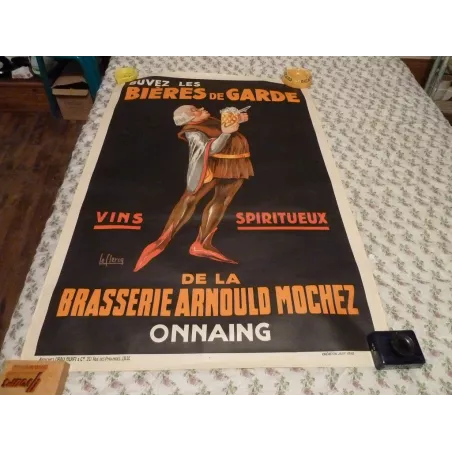 BUVEZ LES
BIÈRES DE GARDE
VINS SPIRITUEUX
DE LA
BRASSERIE ARNOULD MOCHEZ
ONNAING